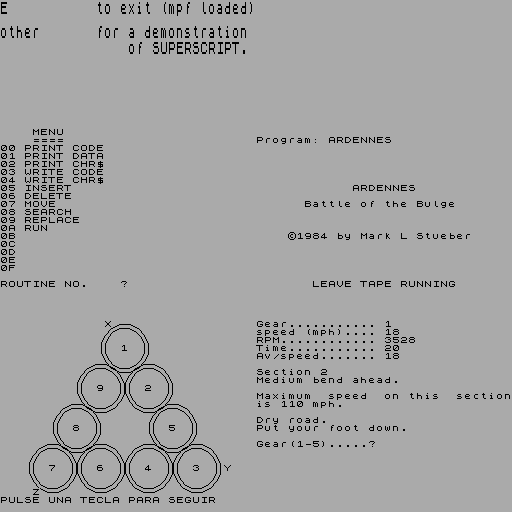 E to exit (mpf loaded)
other for a demonstration
of SUPERSCRIPT.
MENU
====
00 PRINT CODE
01 PRINT DATA
02 PRINT CHR$
03 WRITE CODE
04 WRITE CHR$
05 INSERT
06 DELETE
07 MOVE
08 SEARCH
09 REPLACE
0A RUN
0B
0C
0D
0E
0F
ROUTINE NO. ?
Program: ARDENNES
ARDENNES
Battle of the Bulge
©1984 by Mark L Stueber
LEAVE TAPE RUNNING
X
1
9 2
8 5
7 6 4 3 Y
Z
PULSE UNA TECLA PARA SEGUIR
Gear........... 1
speed (mph).... 18
RPM............ 3528
Time........... 20
Av/speed....... 18
Section 2
Medium bend ahead.
Maximum speed on this section
is 110 mph.
Dry road.
Put your foot down.
Gear(1-5).....?